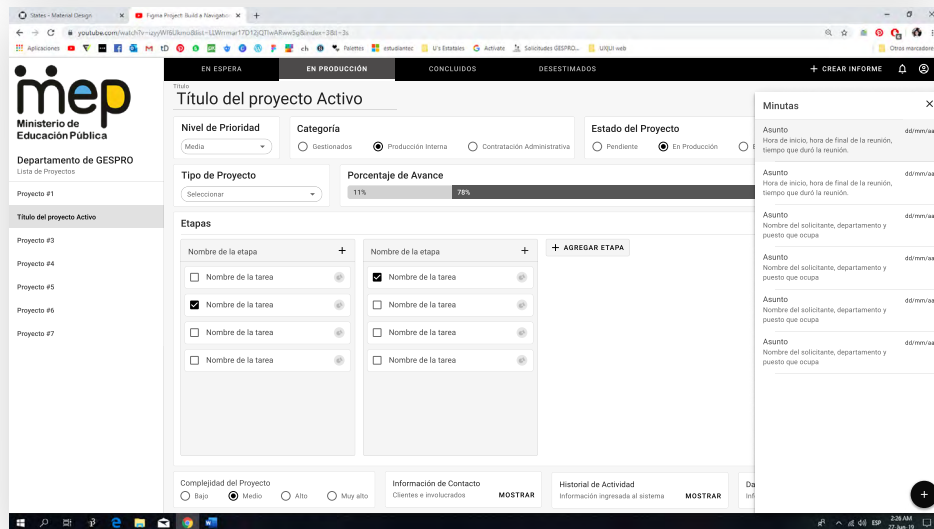 States - Material Design
Figma Project: Build a Navigation
youtube.com/watch?v=
Aplicaciones
M
tD
P
ch
Palettes
estudiantec
U's Estatales
Activate
Solicitudes GESPRO...
UX|UI web
Otros marcadores
mep
Ministerio de
Educación Pública
Departamento de GESPRO
Lista de Proyectos
Proyecto #1
Título del proyecto Activo
Proyecto #3
Proyecto #4
Proyecto #5
Proyecto #6
Proyecto #7
EN ESPERA
EN PRODUCCIÓN
CONCLUIDOS
DESESTIMADOS
+ CREAR INFORME
Título
Título del proyecto Activo
Nivel de Prioridad
Media
Categoría
Gestionados
Producción Interna
Contratación Administrativa
Estado del Proyecto
Pendiente
En Producción
Tipo de Proyecto
Seleccionar
Porcentaje de Avance
11%
78%
Etapas
Nombre de la etapa +
Nombre de la tarea
Nombre de la tarea
Nombre de la tarea
Nombre de la tarea
Nombre de la etapa +
Nombre de la tarea
Nombre de la tarea
Nombre de la tarea
Nombre de la tarea
+ AGREGAR ETAPA
Complejidad del Proyecto
Bajo
Medio
Alto
Muy alto
Información de Contacto
Clientes e involucrados
MOSTRAR
Historial de Actividad
Información ingresada al sistema
MOSTRAR
Minutas
Asunto dd/mm/aa
Hora de inicio, hora de final de la reunión,
tiempo que duró la reunión.
Asunto dd/mm/aa
Hora de inicio, hora de final de la reunión,
tiempo que duró la reunión.
Asunto dd/mm/aa
Nombre del solicitante, departamento y
puesto que ocupa
Asunto dd/mm/aa
Nombre del solicitante, departamento y
puesto que ocupa
Asunto dd/mm/aa
Nombre del solicitante, departamento y
puesto que ocupa
Asunto dd/mm/aa
Nombre del solicitante, departamento y
puesto que ocupa
+
ESP
2:26 AM
27-Jun-19